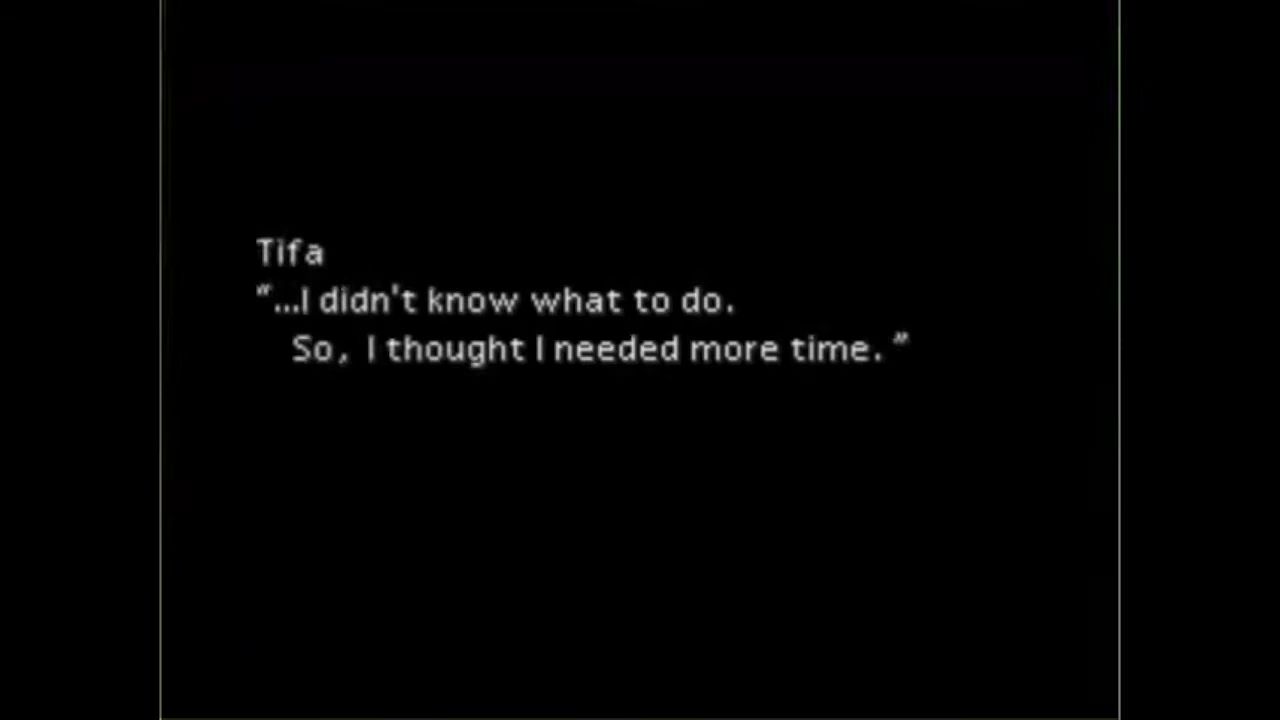 Tifa
“...I didn't know what to do.
So, I thought I needed more time. ”